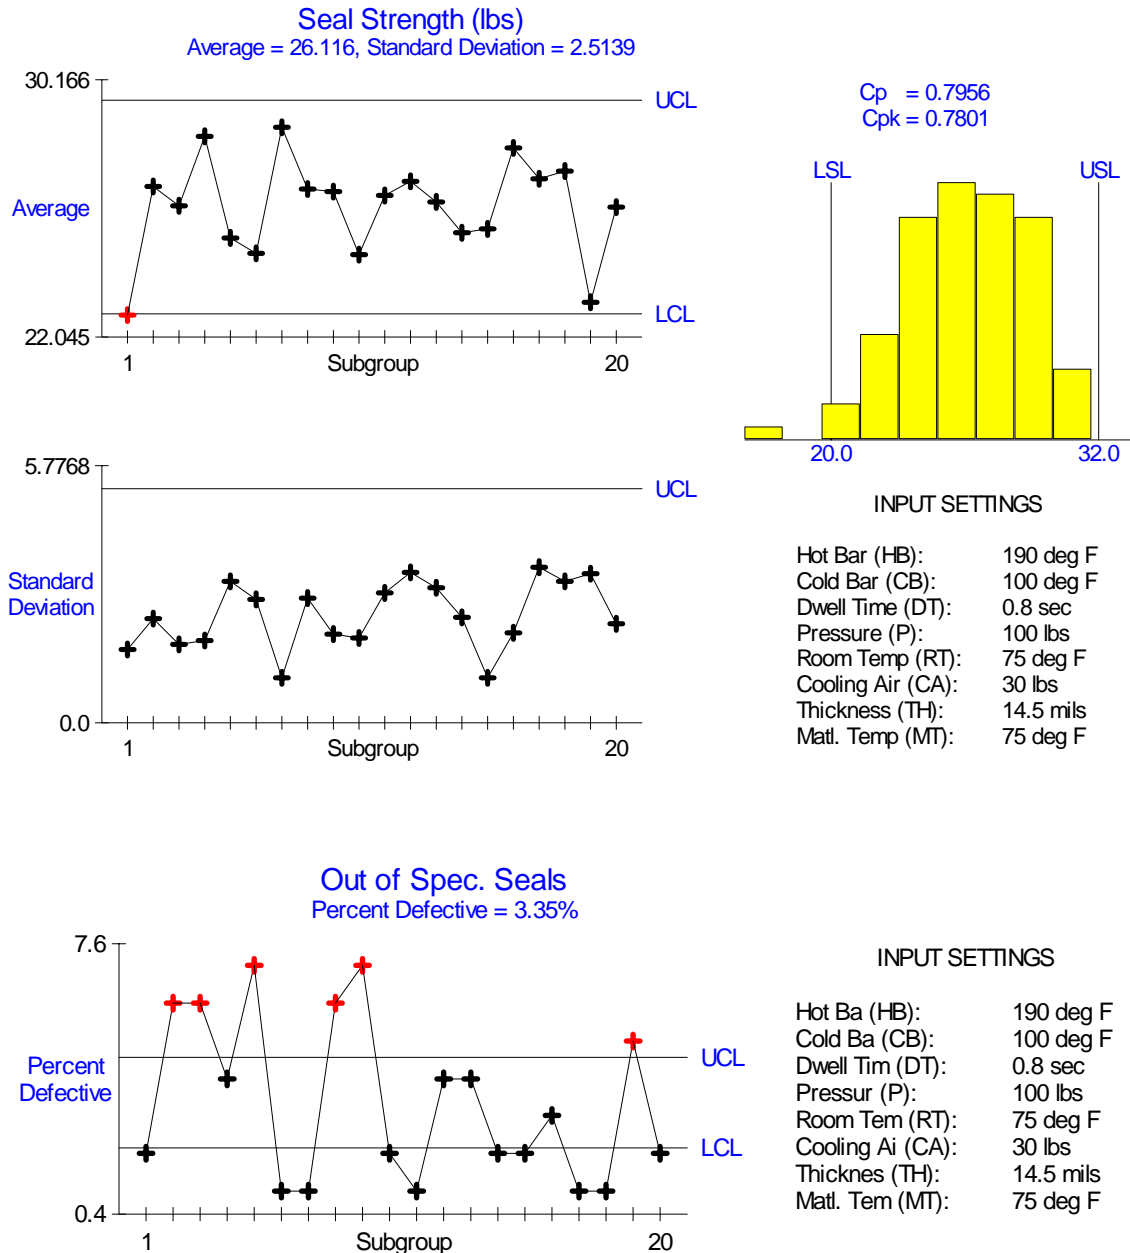 Seal Strength (lbs)
Average = 26.116, Standard Deviation = 2.5139
30.166
UCL
Average
LCL
22.045
1
Subgroup
20
Cp = 0.7956
Cpk = 0.7801
LSL
USL
20.0
32.0
5.7768
UCL
Standard
Deviation
0.0
1
Subgroup
20
INPUT SETTINGS
Hot Bar (HB): 190 deg F
Cold Bar (CB): 100 deg F
Dwell Time (DT): 0.8 sec
Pressure (P): 100 lbs
Room Temp (RT): 75 deg F
Cooling Air (CA): 30 lbs
Thickness (TH): 14.5 mils
Matl. Temp (MT): 75 deg F
Out of Spec. Seals
Percent Defective = 3.35%
7.6
UCL
Percent
Defective
LCL
0.4
1
Subgroup
20
INPUT SETTINGS
Hot Ba (HB): 190 deg F
Cold Ba (CB): 100 deg F
Dwell Tim (DT): 0.8 sec
Pressur (P): 100 lbs
Room Tem (RT): 75 deg F
Cooling Ai (CA): 30 lbs
Thicknes (TH): 14.5 mils
Matl. Tem (MT): 75 deg F